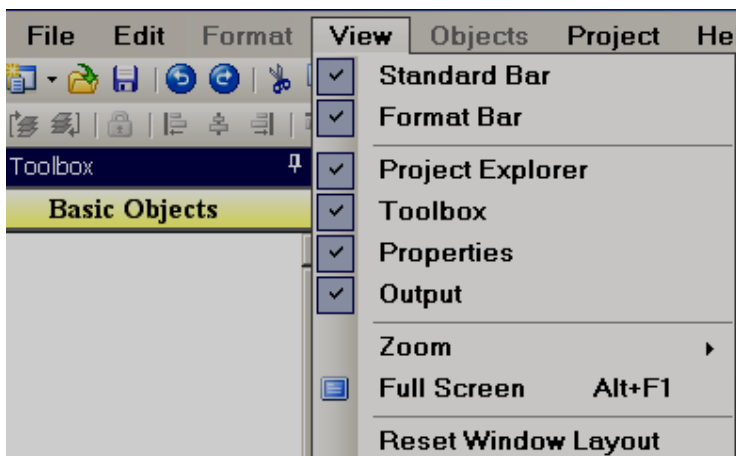 File Edit Format View Objects Project He
Standard Bar
Format Bar
Toolbox
Project Explorer
Basic Objects
Toolbox
Properties
Output
Zoom
Full Screen Alt+F1
Reset Window Layout